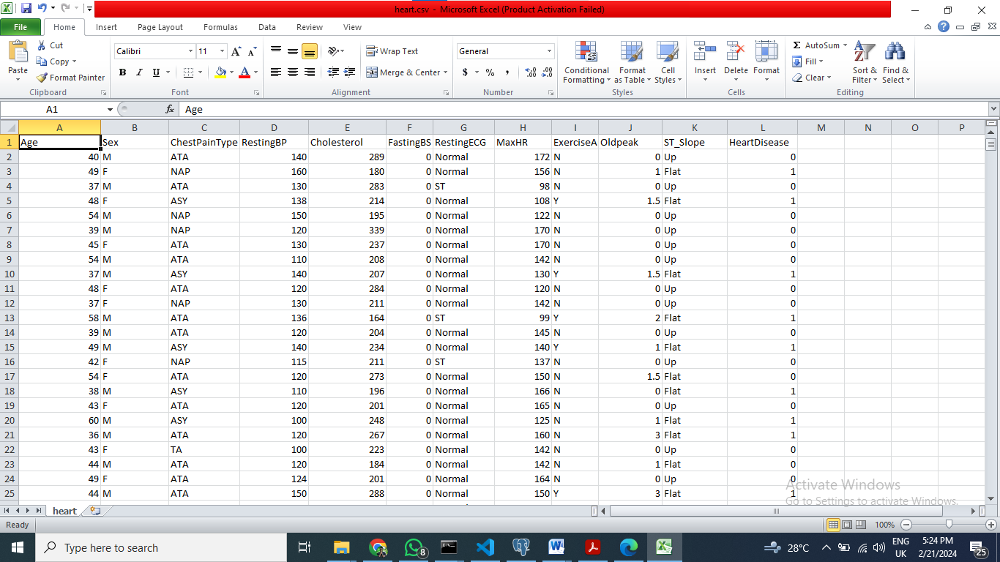 heart.csv - Microsoft Excel (Product Activation Failed)
File Home Insert Page Layout Formulas Data Review View
Paste Cut Copy Format Painter
Calibri 11 B I U
Wrap Text Merge & Center
General $ % ,
Conditional Formatting Format as Table Cell Styles
Insert Delete Format
AutoSum Fill Clear Sort & Filter Find & Select
Clipboard Font Alignment Number Styles Cells Editing
A1 fx Age
A B C D E F G H I J K L M N O P
1 Age Sex ChestPainType RestingBP Cholesterol FastingBS RestingECG MaxHR ExerciseA Oldpeak ST_Slope HeartDisease
2 40 M ATA 140 289 0 Normal 172 N 0 Up 0
3 49 F NAP 160 180 0 Normal 156 N 1 Flat 1
4 37 M ATA 130 283 0 ST 98 N 0 Up 0
5 48 F ASY 138 214 0 Normal 108 Y 1.5 Flat 1
6 54 M NAP 150 195 0 Normal 122 N 0 Up 0
7 39 M NAP 120 339 0 Normal 170 N 0 Up 0
8 45 F ATA 130 237 0 Normal 170 N 0 Up 0
9 54 M ATA 110 208 0 Normal 142 N 0 Up 0
10 37 M ASY 140 207 0 Normal 130 Y 1.5 Flat 1
11 48 F ATA 120 284 0 Normal 120 N 0 Up 0
12 37 F NAP 130 211 0 Normal 142 N 0 Up 0
13 58 M ATA 136 164 0 ST 99 Y 2 Flat 1
14 39 M ATA 120 204 0 Normal 145 N 0 Up 0
15 49 M ASY 140 234 0 Normal 140 Y 1 Flat 1
16 42 F NAP 115 211 0 ST 137 N 0 Up 0
17 54 F ATA 120 273 0 Normal 150 N 1.5 Flat 0
18 38 M ASY 110 196 0 Normal 166 N 0 Flat 1
19 43 F ATA 120 201 0 Normal 165 N 0 Up 0
20 60 M ASY 100 248 0 Normal 125 N 1 Flat 1
21 36 M ATA 120 267 0 Normal 160 N 3 Flat 1
22 43 F TA 100 223 0 Normal 142 N 0 Up 0
23 44 M ATA 120 184 0 Normal 142 N 1 Flat 0
24 49 F ATA 124 201 0 Normal 164 N 0 Up 0
25 44 M ATA 150 288 0 Normal 150 Y 3 Flat 1
Activate Windows
Go to Settings to activate Windows.
heart
Ready 100%
Type here to search 8 28°C ENG UK 5:24 PM 2/21/2024 25